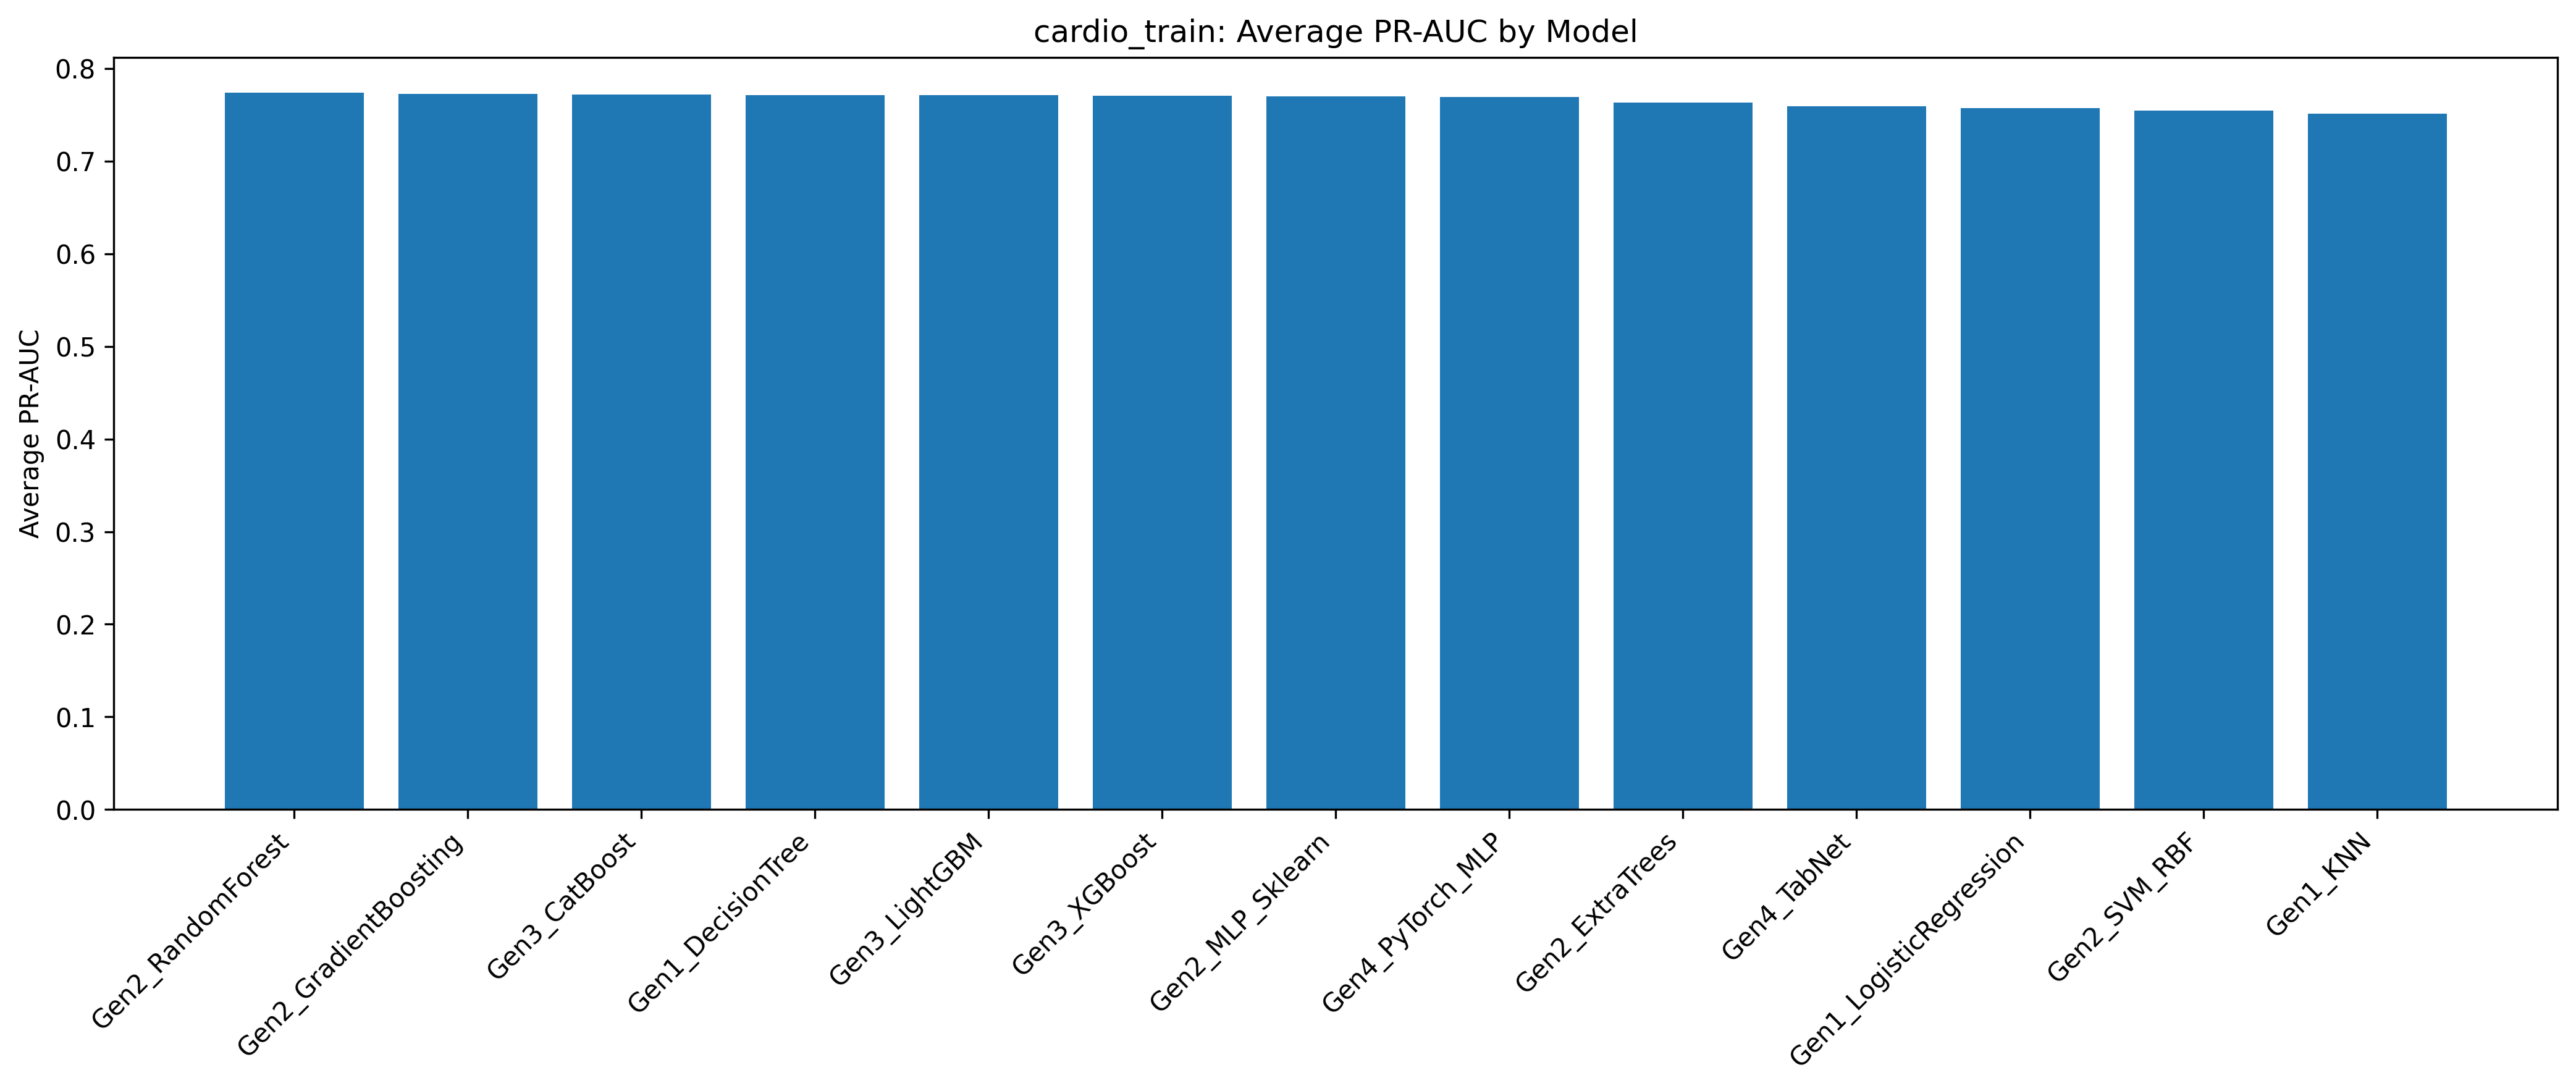 cardio_train: Average PR-AUC by Model
Average PR-AUC
0.8
0.7
0.6
0.5
0.4
0.3
0.2
0.1
0.0
Gen2_RandomForest
Gen2_GradientBoosting
Gen3_CatBoost
Gen1_DecisionTree
Gen3_LightGBM
Gen3_XGBoost
Gen2_MLP_Sklearn
Gen4_PyTorch_MLP
Gen2_ExtraTrees
Gen4_TabNet
Gen1_LogisticRegression
Gen2_SVM_RBF
Gen1_KNN